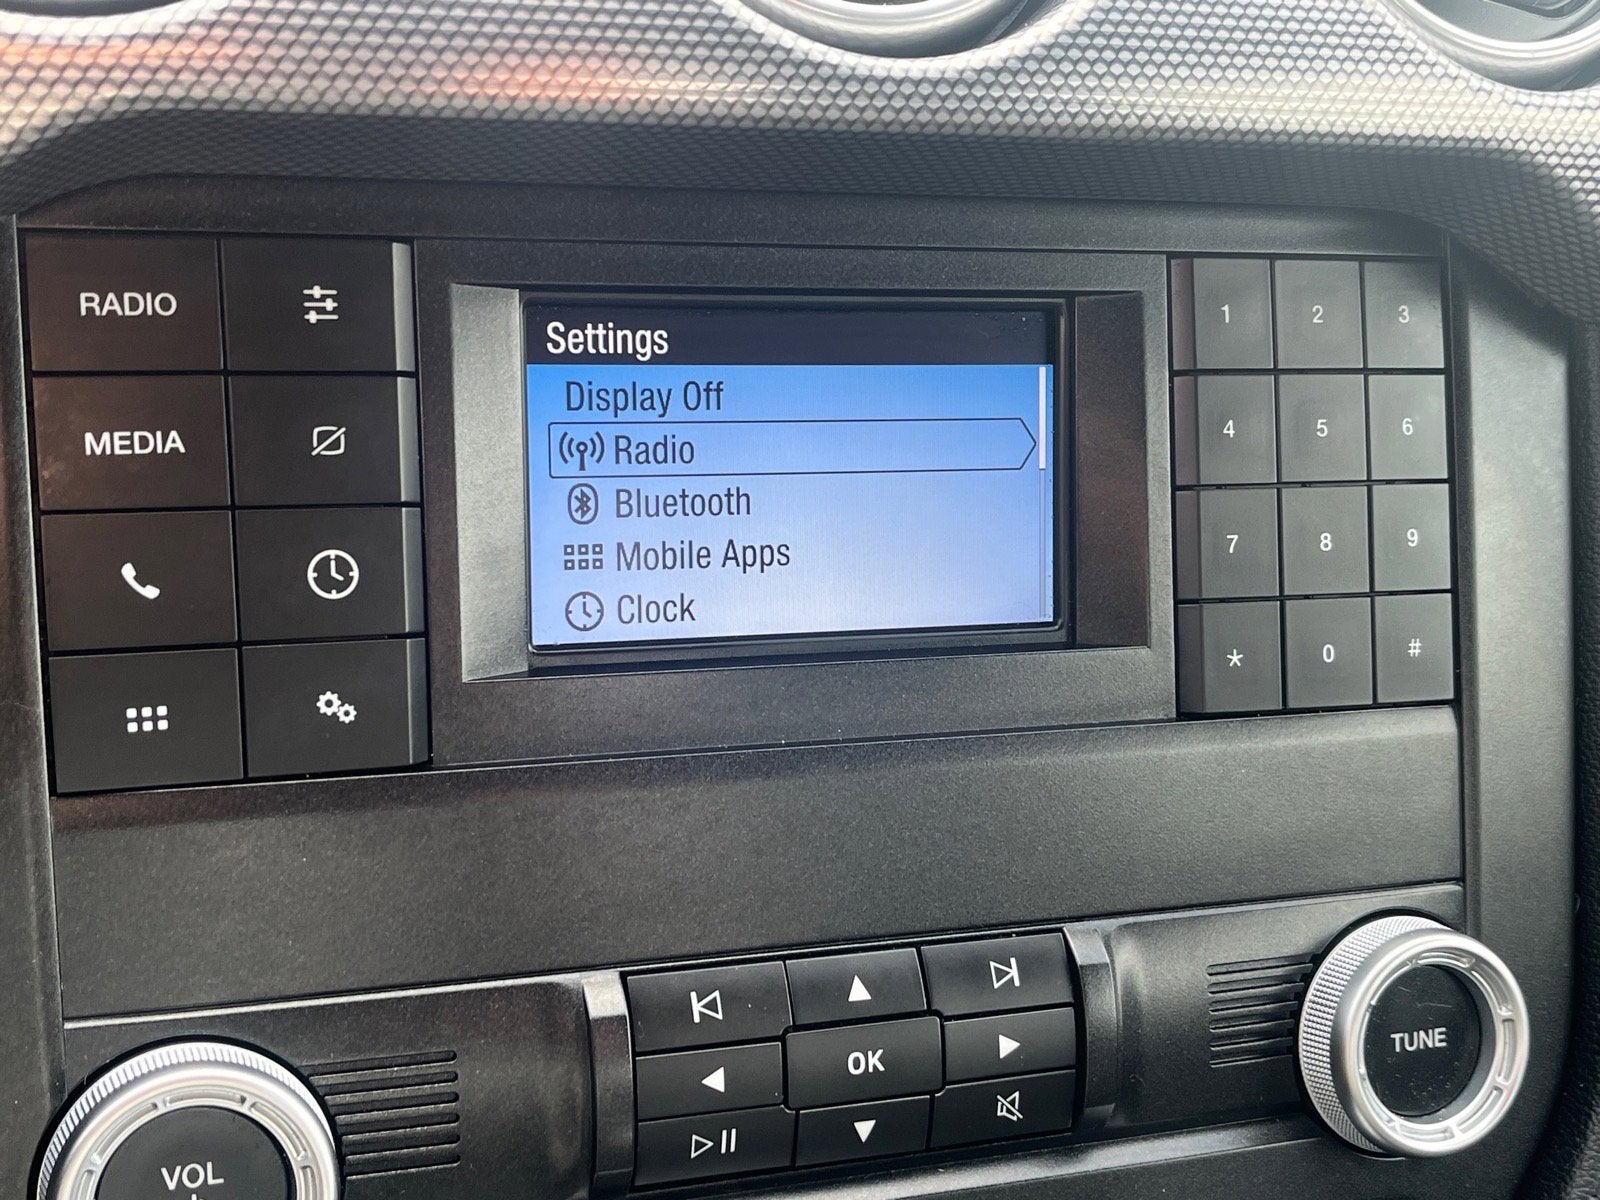 RADIO
MEDIA
Settings
Display Off
Radio
Bluetooth
Mobile Apps
Clock
1 2 3
4 5 6
7 8 9
* 0 #
OK
VOL
TUNE